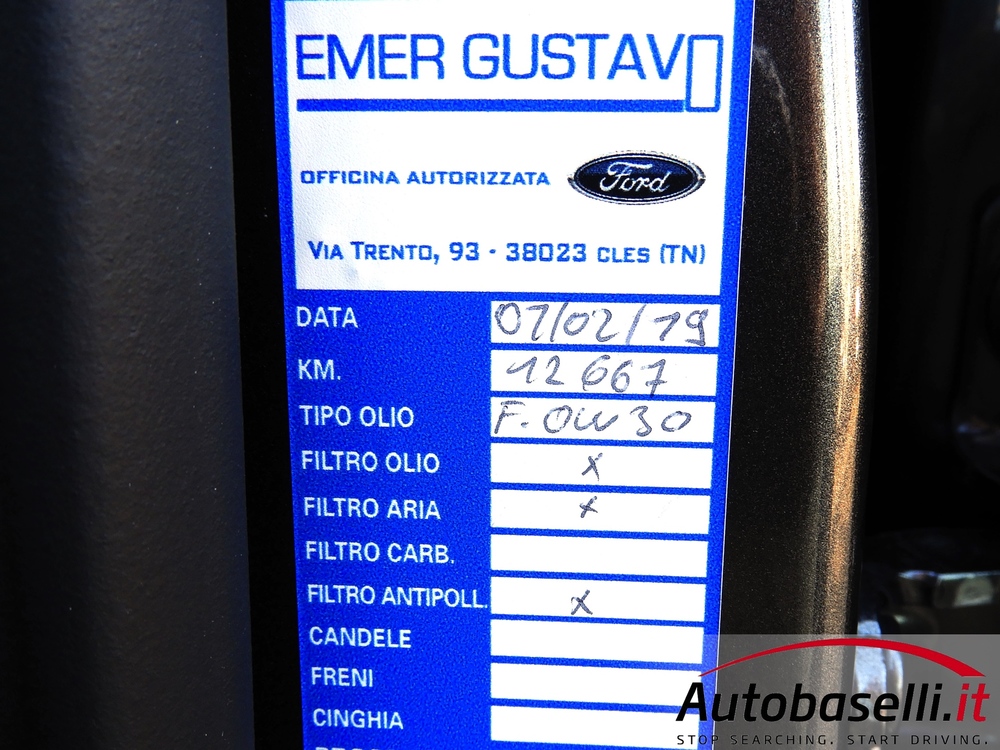 EMER GUSTAVO
OFFICINA AUTORIZZATA Ford
VIA TRENTO, 93 - 38023 CLES (TN)
DATA 07/02/19
KM. 12667
TIPO OLIO F. 0W30
FILTRO OLIO x
FILTRO ARIA x
FILTRO CARB.
FILTRO ANTIPOLL. x
CANDELE
FRENI
CINGHIA
Autobaselli.it
STOP SEARCHING. START DRIVING.